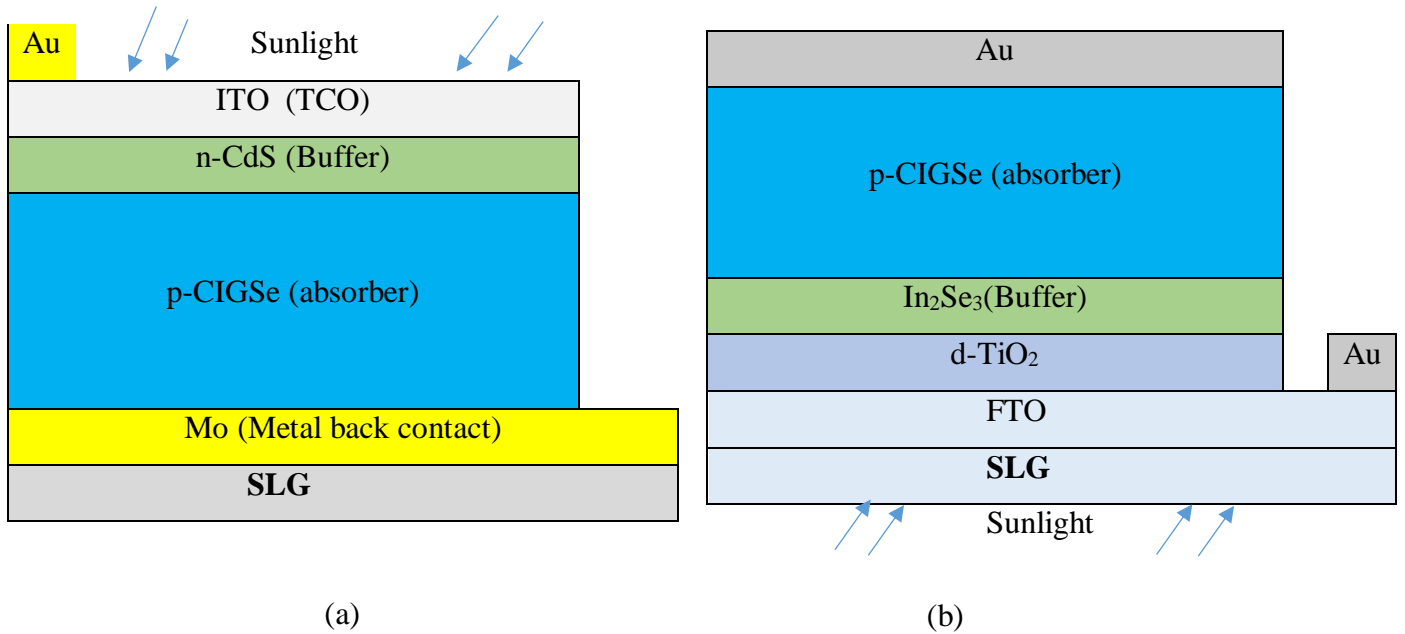 Au
Sunlight
ITO (TCO)
n-CdS (Buffer)
p-CIGSe (absorber)
Mo (Metal back contact)
SLG
(a)
Au
p-CIGSe (absorber)
In₂Se₃(Buffer)
d-TiO₂
Au
FTO
SLG
Sunlight
(b)